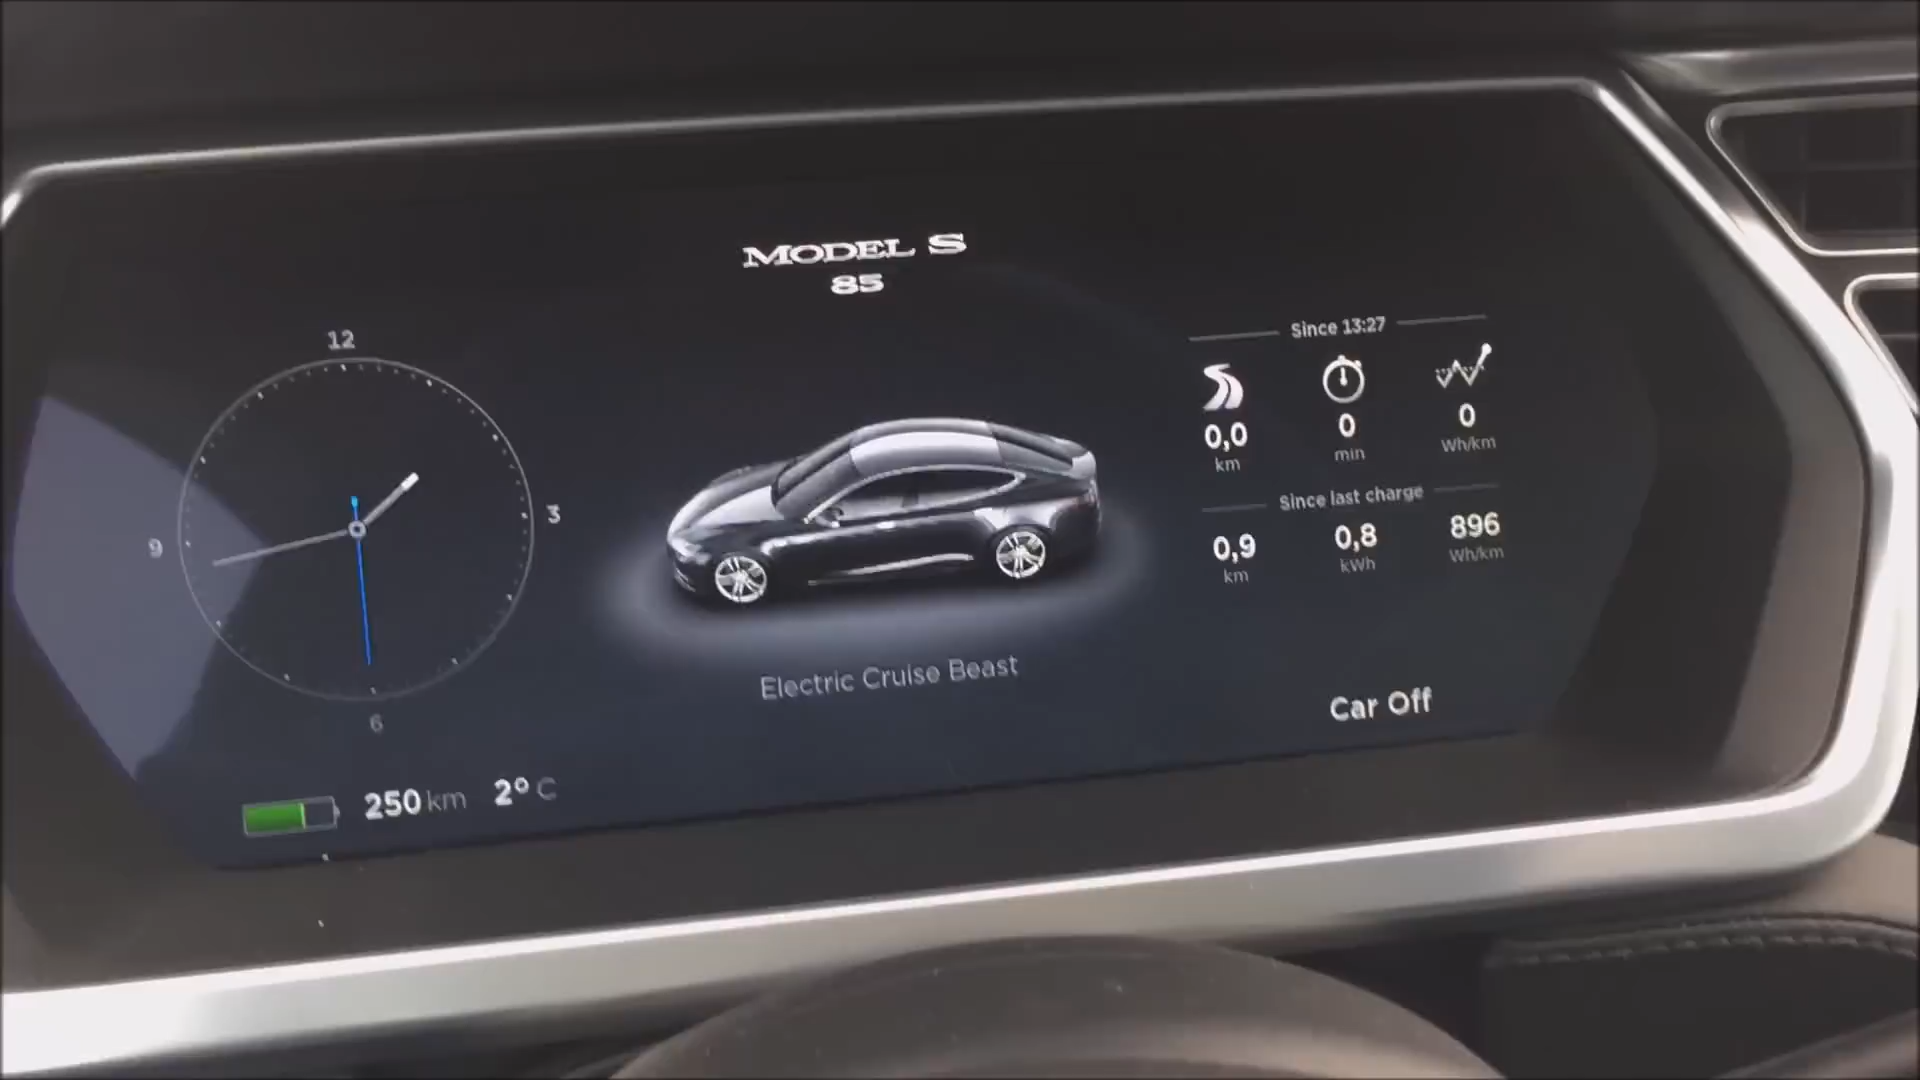 MODEL S
85
12
3
6
9
250 km 2° C
Electric Cruise Beast
Since 13:27
0,0 0 0
km min Wh/km
Since last charge
0,9 0,8 896
km kWh Wh/km
Car Off